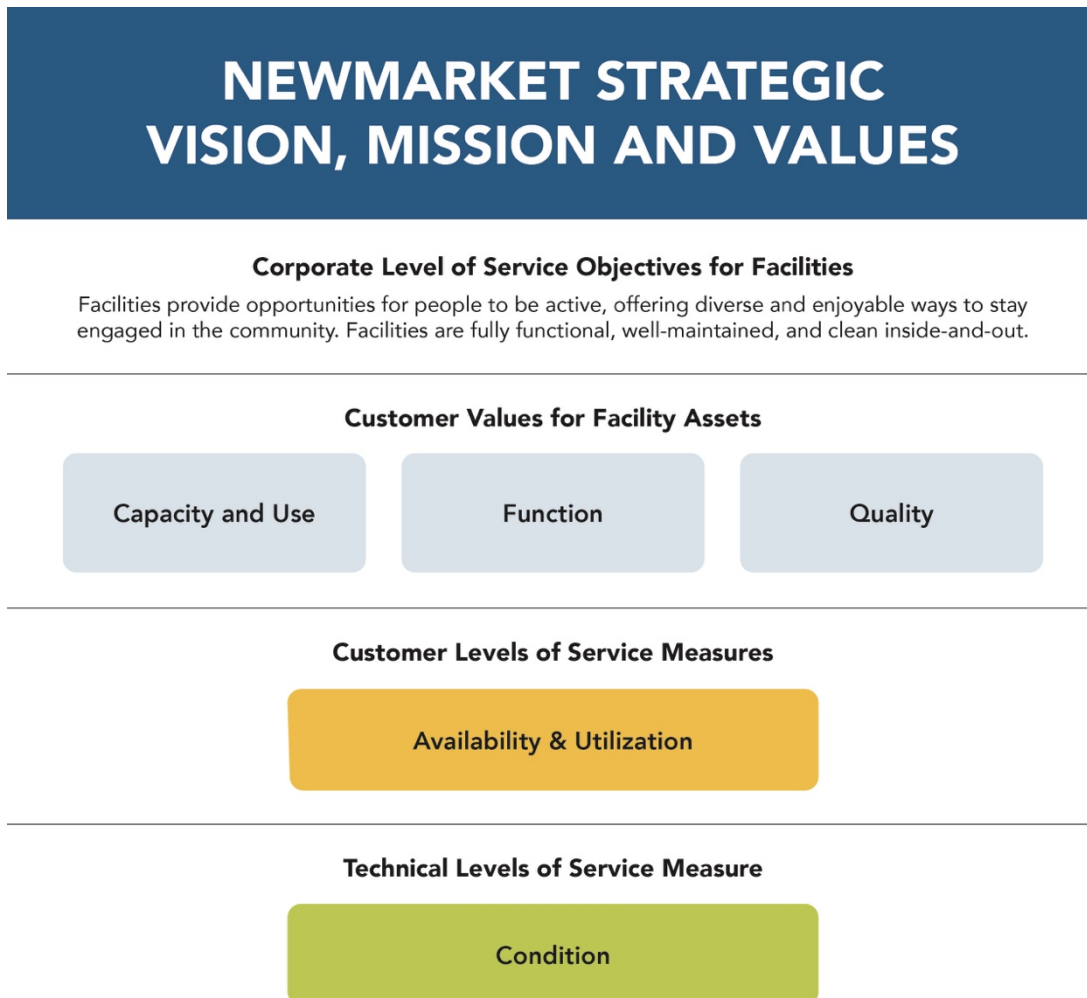 NEWMARKET STRATEGIC
VISION, MISSION AND VALUES
Corporate Level of Service Objectives for Facilities
Facilities provide opportunities for people to be active, offering diverse and enjoyable ways to stay
engaged in the community. Facilities are fully functional, well-maintained, and clean inside-and-out.
Customer Values for Facility Assets
Capacity and Use
Function
Quality
Customer Levels of Service Measures
Availability & Utilization
Technical Levels of Service Measure
Condition